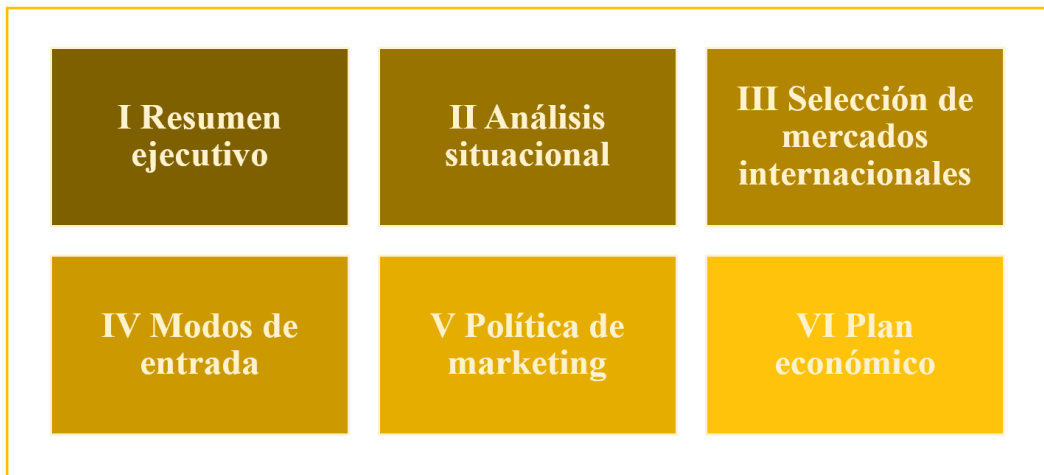 I Resumen
ejecutivo
II Análisis
situacional
III Selección de
mercados
internacionales
IV Modos de
entrada
V Política de
marketing
VI Plan
económico